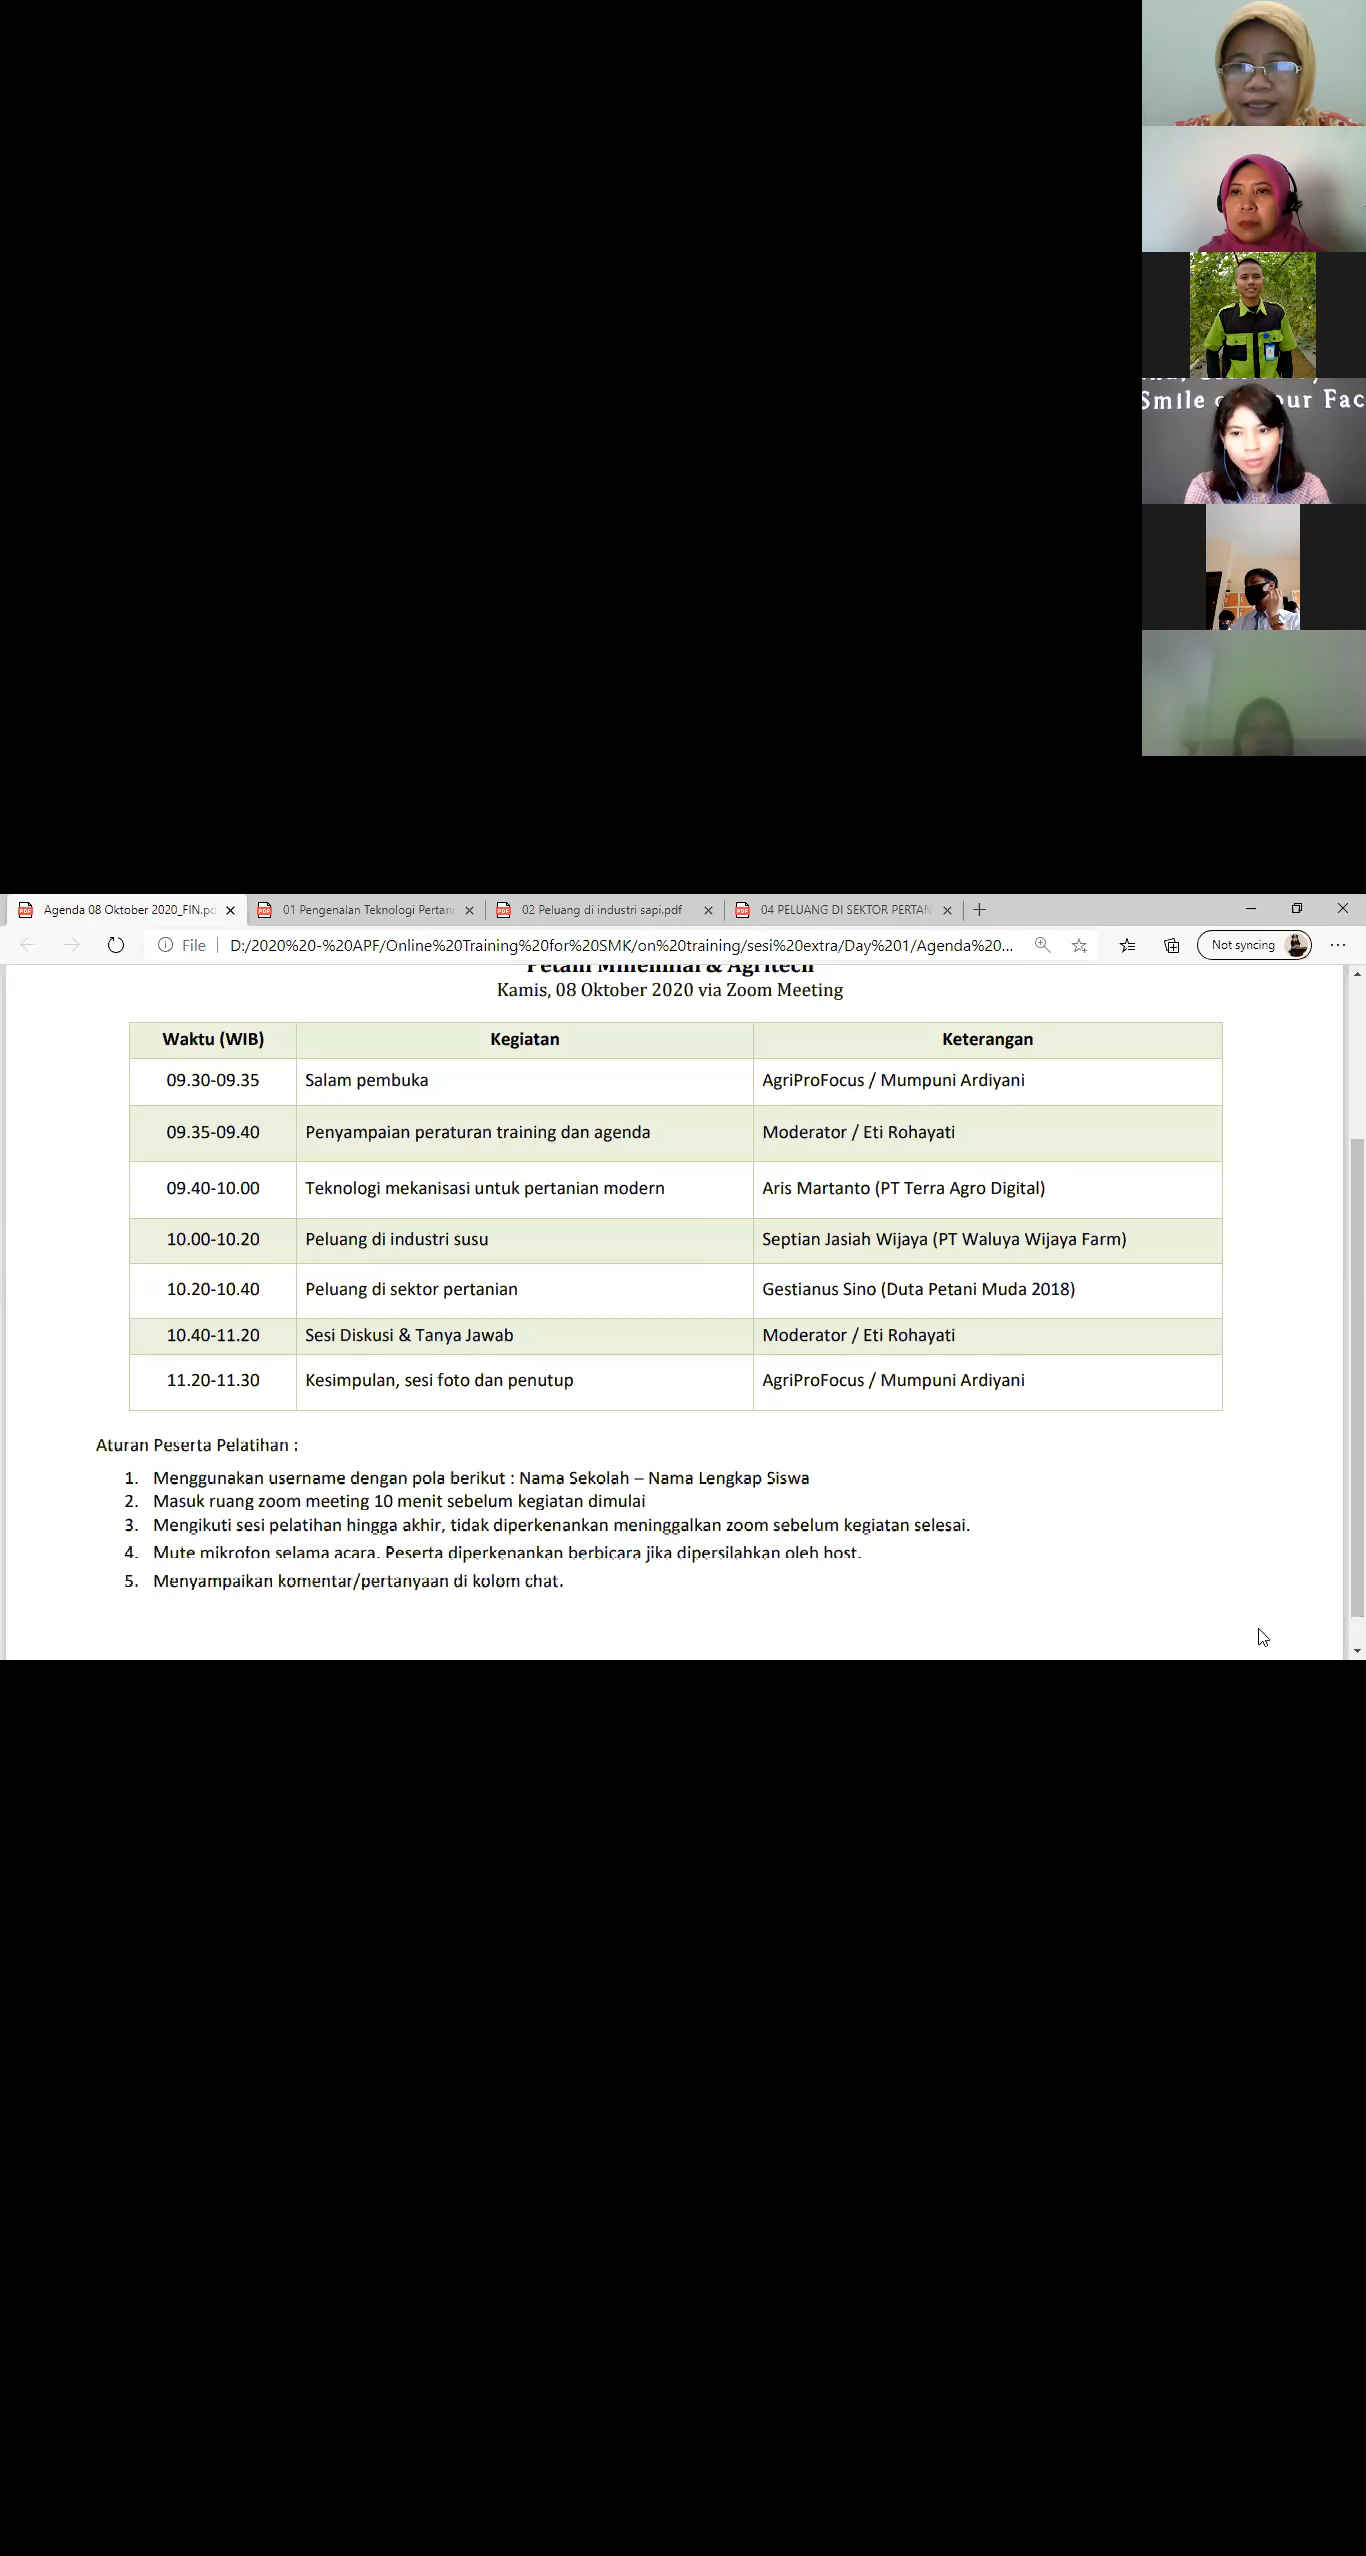 Smile our Fac
Agenda 08 Oktober 2020_FIN.pd
01 Pengenalan Teknologi Pertani
02 Peluang di industri sapi.pdf
04 PELUANG DI SEKTOR PERTAN
File
D:/2020%20-%20APF/Online%20Training%20for%20SMK/on%20training/sesi%20extra/Day%201/Agenda%20...
Not syncing
Petani Millennial & Agritech
Kamis, 08 Oktober 2020 via Zoom Meeting
Waktu (WIB) Kegiatan Keterangan
09.30-09.35 Salam pembuka AgriProFocus / Mumpuni Ardiyani
09.35-09.40 Penyampaian peraturan training dan agenda Moderator / Eti Rohayati
09.40-10.00 Teknologi mekanisasi untuk pertanian modern Aris Martanto (PT Terra Agro Digital)
10.00-10.20 Peluang di industri susu Septian Jasiah Wijaya (PT Waluya Wijaya Farm)
10.20-10.40 Peluang di sektor pertanian Gestianus Sino (Duta Petani Muda 2018)
10.40-11.20 Sesi Diskusi & Tanya Jawab Moderator / Eti Rohayati
11.20-11.30 Kesimpulan, sesi foto dan penutup AgriProFocus / Mumpuni Ardiyani
Aturan Peserta Pelatihan :
1. Menggunakan username dengan pola berikut : Nama Sekolah – Nama Lengkap Siswa
2. Masuk ruang zoom meeting 10 menit sebelum kegiatan dimulai
3. Mengikuti sesi pelatihan hingga akhir, tidak diperkenankan meninggalkan zoom sebelum kegiatan selesai.
4. Mute mikrofon selama acara. Peserta diperkenankan berbicara jika dipersilahkan oleh host.
5. Menyampaikan komentar/pertanyaan di kolom chat.